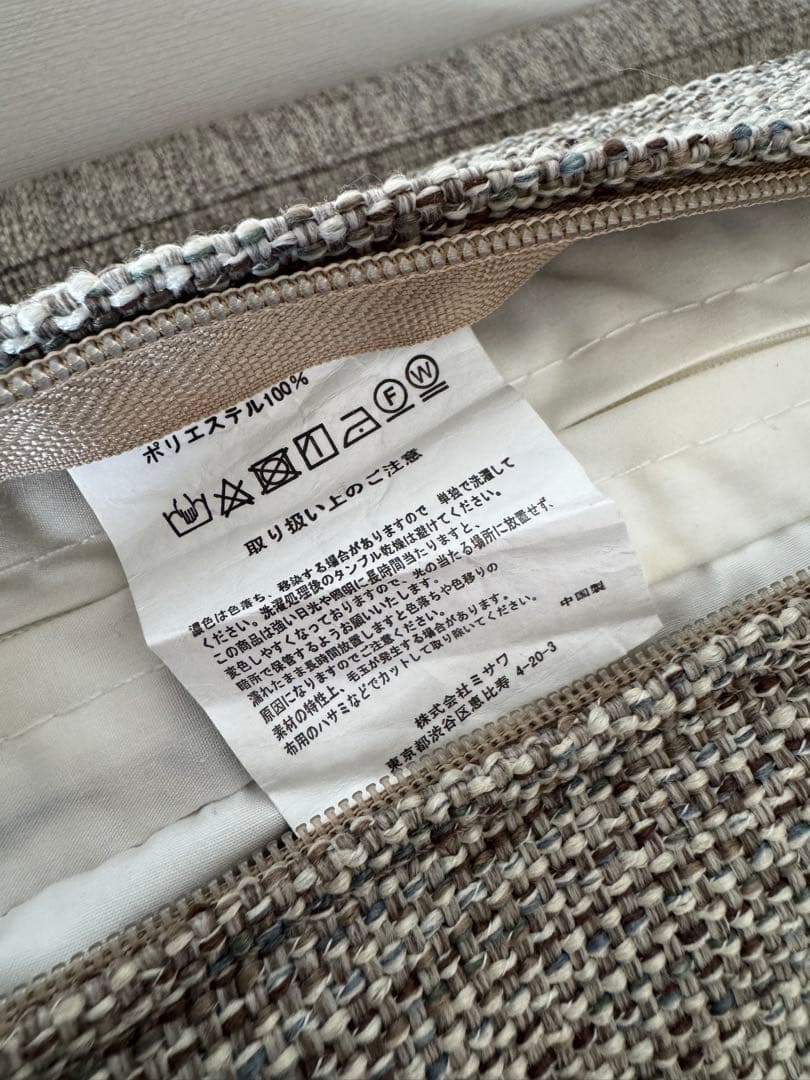 ポリエステル100%
F W
取り扱い上のご注意
濃色は色落ち、移染する場合がありますので 単独で洗濯して
ください。洗濯処理後のタンブル乾燥は避けてください。
この商品は強い日光や照明に長時間当たりますと、
変色しやすくなっておりますので、光の当たる場所に放置せず、
暗所で保管するようお願いいたします。
濡れたまま長時間放置しますと色落ちや色移りの
原因になりますのでご注意ください。
素材の特性上、毛玉が発生する場合があります。
布用のハサミなどでカットして取り除いてください。
中国製
株式会社ミサワ
東京都渋谷区恵比寿 4-20-3